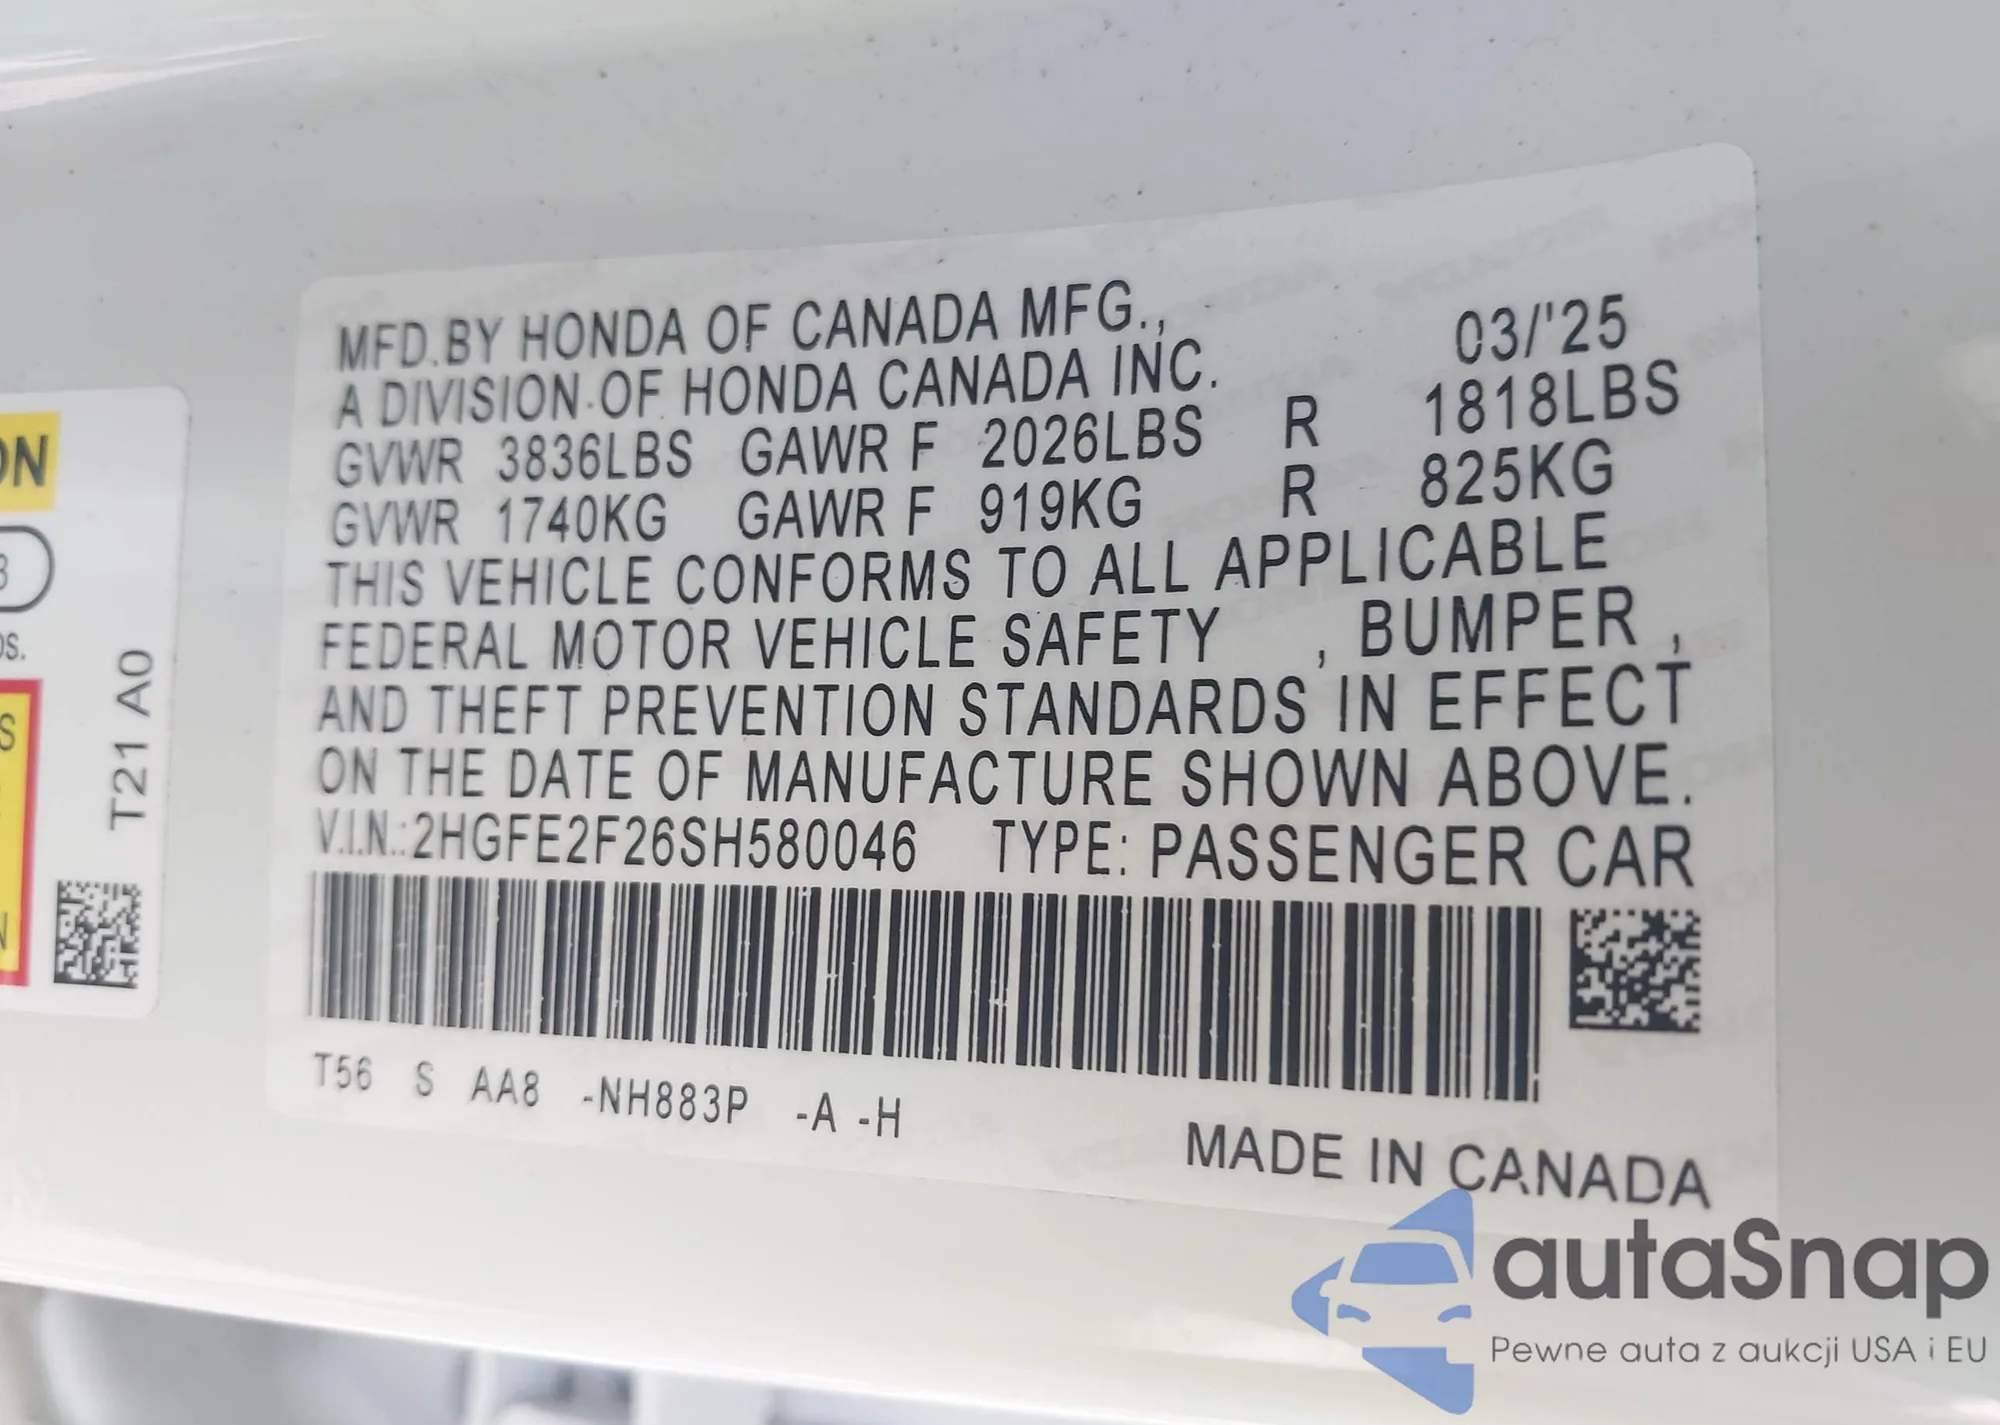 MFD.BY HONDA OF CANADA MFG., 03/'25
A DIVISION OF HONDA CANADA INC.
GVWR 3836LBS GAWR F 2026LBS R 1818LBS
GVWR 1740KG GAWR F 919KG R 825KG
THIS VEHICLE CONFORMS TO ALL APPLICABLE
FEDERAL MOTOR VEHICLE SAFETY , BUMPER ,
AND THEFT PREVENTION STANDARDS IN EFFECT
ON THE DATE OF MANUFACTURE SHOWN ABOVE.
V.I.N.:2HGFE2F26SH580046 TYPE: PASSENGER CAR
T56 S AA8 -NH883P -A -H
MADE IN CANADA
T21 A0
autaSnap
Pewne auta z aukcji USA i EU